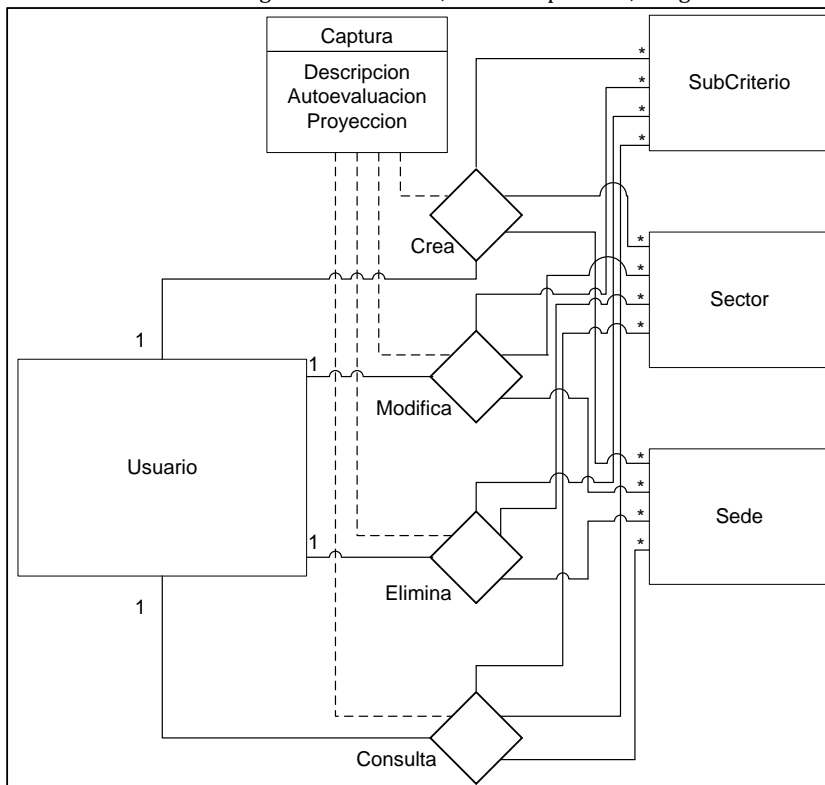 Captura
Descripcion
Autoevaluacion
Proyeccion
*
*
*
*
SubCriterio
Crea
*
*
*
*
Sector
1
1
Modifica
Usuario
*
*
*
*
Sede
1
Elimina
1
Consulta